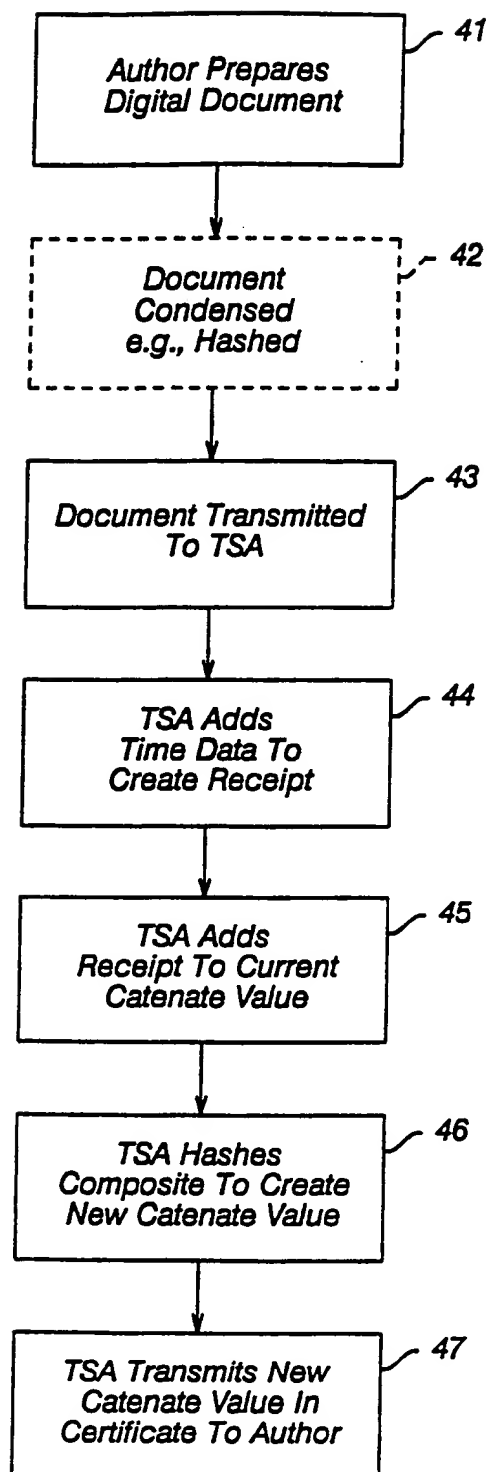 41
Author Prepares
Digital Document
42
Document
Condensed
e.g., Hashed
43
Document Transmitted
To TSA
44
TSA Adds
Time Data To
Create Receipt
45
TSA Adds
Receipt To Current
Catenate Value
46
TSA Hashes
Composite To Create
New Catenate Value
47
TSA Transmits New
Catenate Value In
Certificate To Author